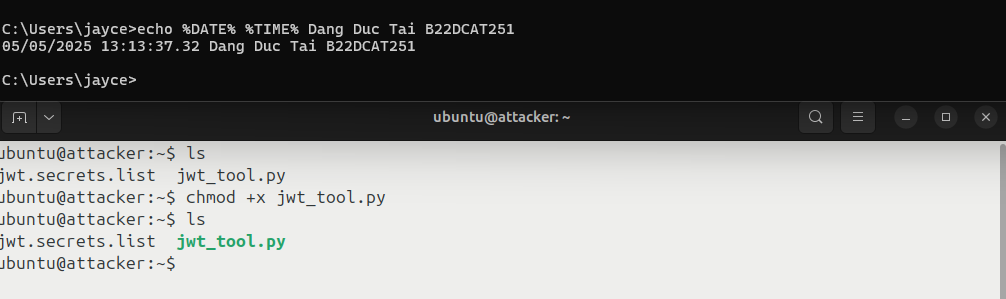 C:\Users\jayce>echo %DATE% %TIME% Dang Duc Tai B22DCAT251
05/05/2025 13:13:37.32 Dang Duc Tai B22DCAT251
C:\Users\jayce>
ubuntu@attacker: ~
ubuntu@attacker:~$ ls
jwt.secrets.list  jwt_tool.py
ubuntu@attacker:~$ chmod +x jwt_tool.py
ubuntu@attacker:~$ ls
jwt.secrets.list  jwt_tool.py
ubuntu@attacker:~$